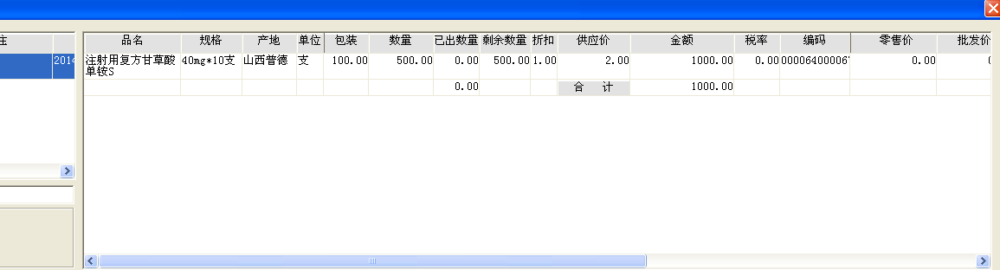 主 品名 规格 产地 单位 包装 数量 已出数量 剩余数量 折扣 供应价 金额 税率 编码 零售价 批发价
2014 注射用复方甘草酸 40mg*10支 山西普德 支 100.00 500.00 0.00 500.00 1.00 2.00 1000.00 0.00 00006400006 0.00
单铵S
0.00 合 计 1000.00